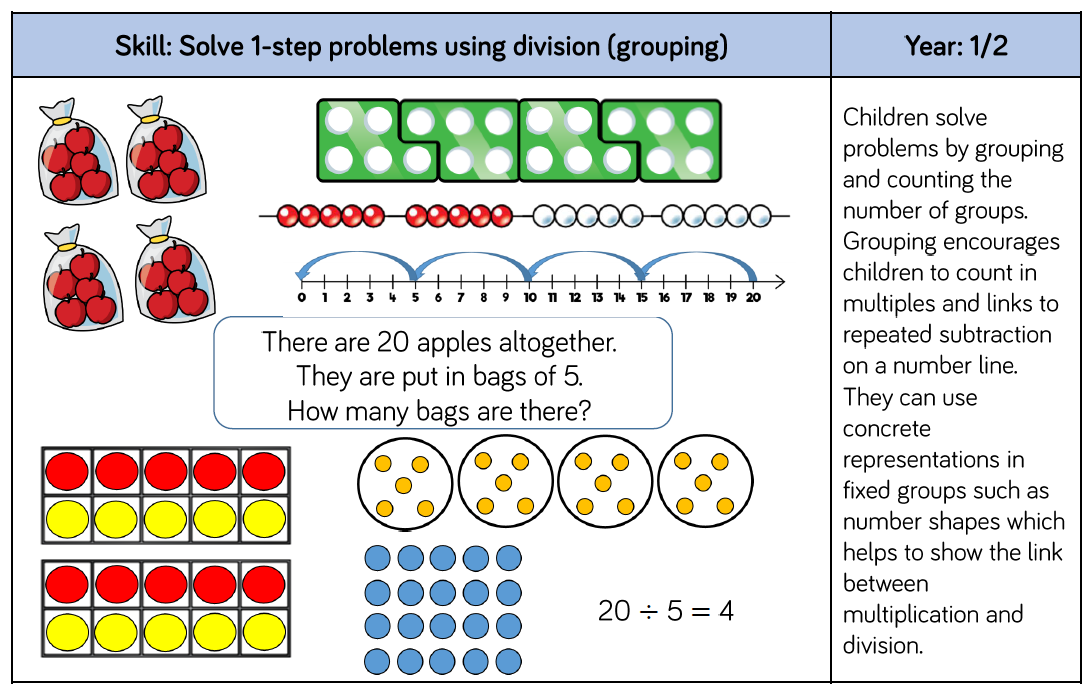 Skill: Solve 1-step problems using division (grouping)
Year: 1/2
0 1 2 3 4 5 6 7 8 9 10 11 12 13 14 15 16 17 18 19 20
There are 20 apples altogether.
They are put in bags of 5.
How many bags are there?
20 ÷ 5 = 4
Children solve
problems by grouping
and counting the
number of groups.
Grouping encourages
children to count in
multiples and links to
repeated subtraction
on a number line.
They can use
concrete
representations in
fixed groups such as
number shapes which
helps to show the link
between
multiplication and
division.